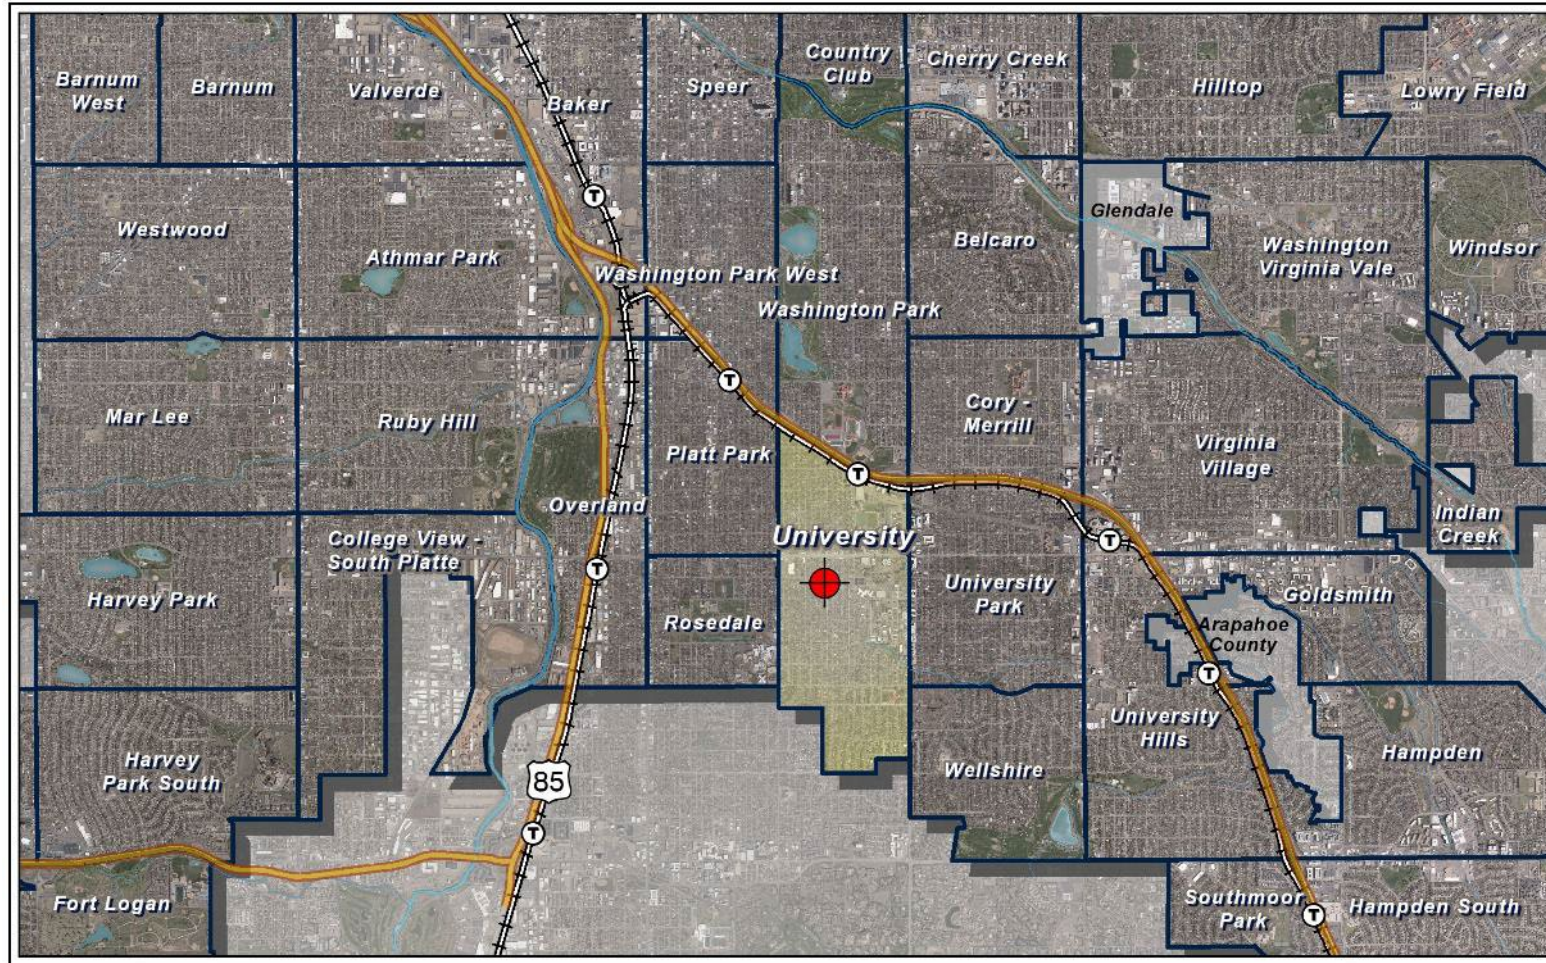 Barnum
West
Barnum
Valverde
Baker
Speer
Country
Club
Cherry Creek
Hilltop
Lowry Field
Westwood
Athmar Park
Washington Park West
Washington Park
Belcaro
Glendale
Washington
Virginia Vale
Windsor
Mar Lee
Ruby Hill
Platt Park
Cory -
Merrill
Virginia
Village
Overland
College View -
South Platte
University
Indian
Creek
Harvey Park
Rosedale
University
Park
Goldsmith
Arapahoe
County
Harvey
Park South
85
Wellshire
University
Hills
Hampden
Fort Logan
Southmoor
Park
Hampden South
T
T
T
T
T
T
T
T